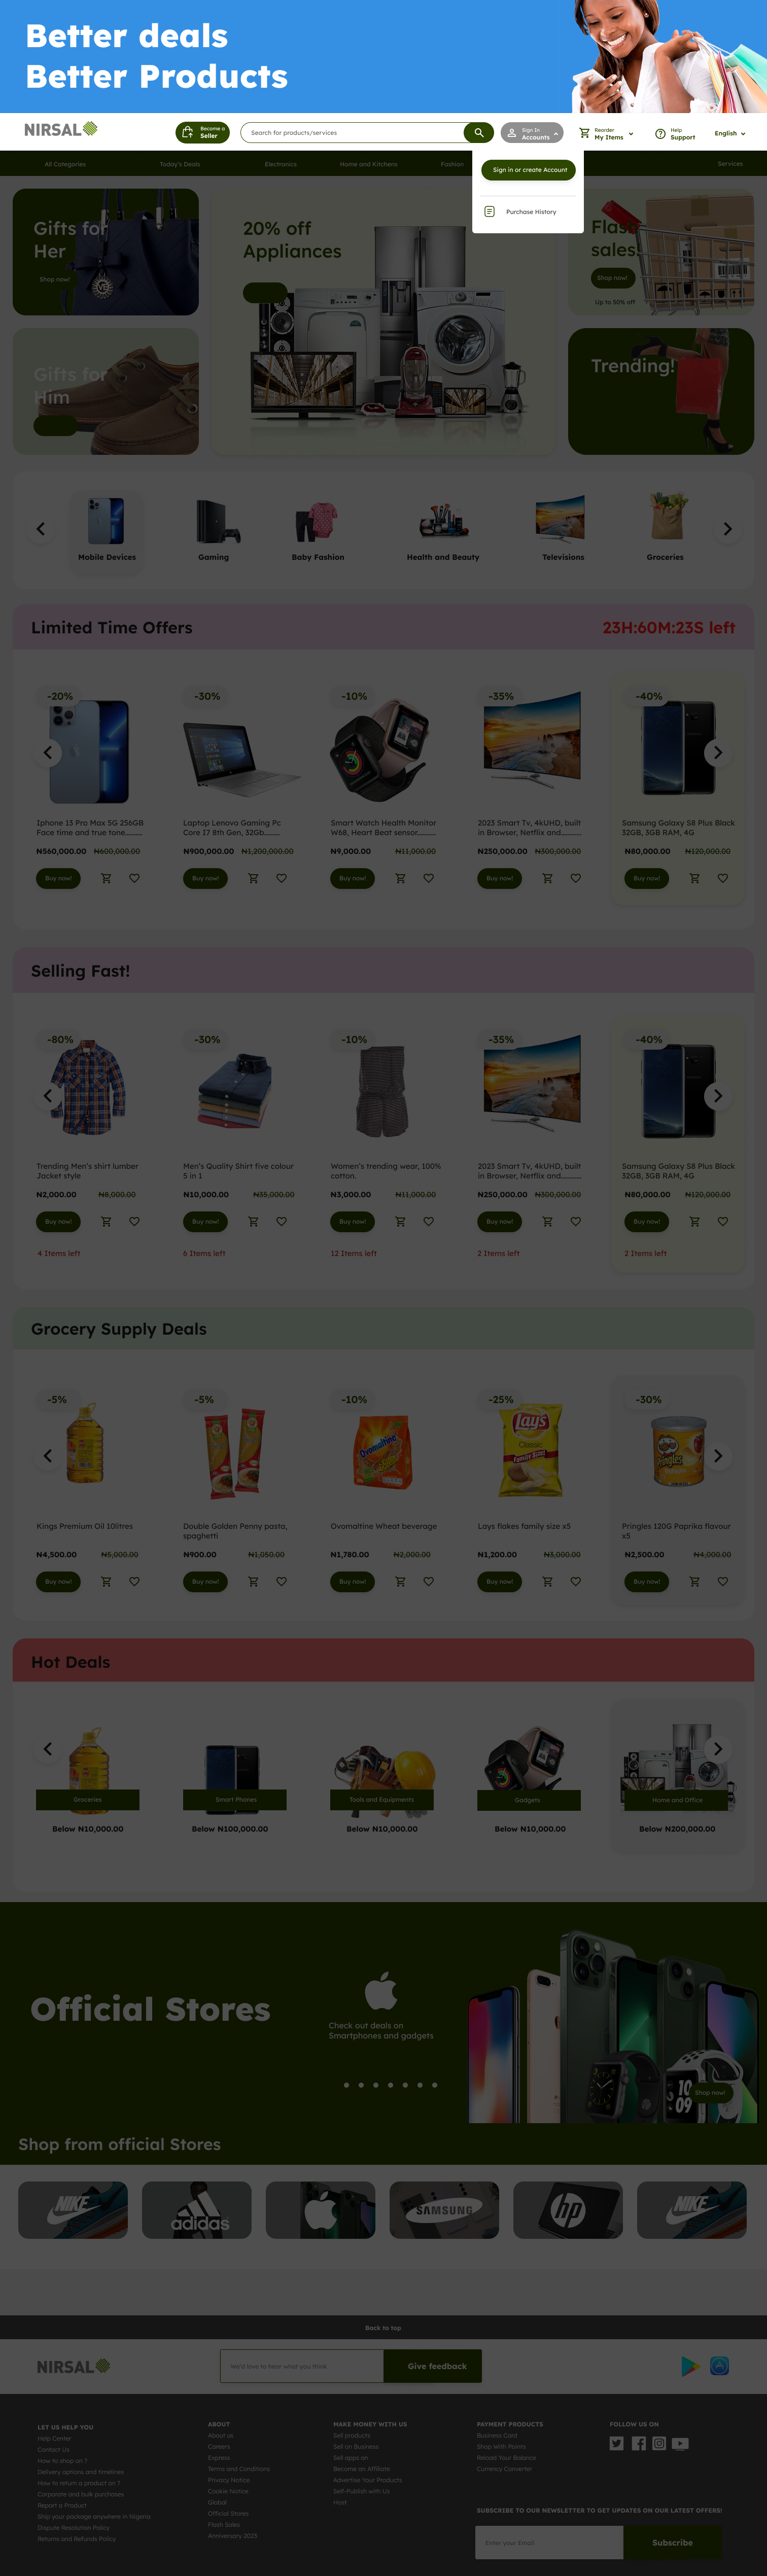 Better deals
Better Products
NIRSAL
Become a
Seller
Search for products/services
Sign In
Accounts
Reorder
My Items
Help
Support
English
All Categories
Today's Deals
Electronics
Home and Kitchens
Fashion
Services
Sign in or create Account
Purchase History
Gifts for
Her
Shop now!
20% off
Appliances
Flash
sales!
Shop now!
Up to 50% off
Gifts for
Him
Trending!
Mobile Devices
Gaming
Baby Fashion
Health and Beauty
Televisions
Groceries
Limited Time Offers
23H:60M:23S left
-20%
-30%
-10%
-35%
-40%
Iphone 13 Pro Max 5G 256GB
Face time and true tone.........
Laptop Lenovo Gaming Pc
Core 17 8th Gen, 32Gb........
Smart Watch Health Monitor
W68, Heart Beat sensor..........
2023 Smart Tv, 4kUHD, built
in Browser, Netflix and...........
Samsung Galaxy S8 Plus Black
32GB, 3GB RAM, 4G
₦560,000.00 ₦600,000.00
₦900,000.00 ₦1,200,000.00
₦9,000.00 ₦11,000.00
₦250,000.00 ₦300,000.00
₦80,000.00 ₦120,000.00
Buy now!
Buy now!
Buy now!
Buy now!
Buy now!
Selling Fast!
-80%
-30%
-10%
-35%
-40%
Trending Men's shirt lumber
Jacket style
Men's Quality Shirt five colour
5 in 1
Women's trending wear, 100%
cotton.
2023 Smart Tv, 4kUHD, built
in Browser, Netflix and...........
Samsung Galaxy S8 Plus Black
32GB, 3GB RAM, 4G
₦2,000.00 ₦8,000.00
₦10,000.00 ₦35,000.00
₦3,000.00 ₦11,000.00
₦250,000.00 ₦300,000.00
₦80,000.00 ₦120,000.00
Buy now!
Buy now!
Buy now!
Buy now!
Buy now!
4 Items left
6 Items left
12 Items left
2 Items left
2 Items left
Grocery Supply Deals
-5%
-5%
-10%
-25%
-30%
Ovomaltine
Lay's
Classic
Family Size!
Pringles
Kings Premium Oil 10litres
Double Golden Penny pasta,
spaghetti
Ovomaltine Wheat beverage
Lays flakes family size x5
Pringles 120G Paprika flavour
x5
₦4,500.00 ₦5,000.00
₦900.00 ₦1,050.00
₦1,780.00 ₦2,000.00
₦1,200.00 ₦3,000.00
₦2,500.00 ₦4,000.00
Buy now!
Buy now!
Buy now!
Buy now!
Buy now!
Hot Deals
Groceries
Smart Phones
Tools and Equipments
Gadgets
Home and Office
Below ₦10,000.00
Below ₦100,000.00
Below ₦10,000.00
Below ₦10,000.00
Below ₦200,000.00
Official Stores
Check out deals on
Smartphones and gadgets
10
09
Shop now!
Shop from official Stores
NIKE
adidas
SAMSUNG
hp
NIKE
Back to top
NIRSAL
We'd love to hear what you think
Give feedback
LET US HELP YOU
Help Center
Contact Us
How to shop on ?
Delivery options and timelines
How to return a product on ?
Corporate and bulk purchases
Report a Product
Ship your package anywhere in Nigeria
Dispute Resolution Policy
Returns and Refunds Policy
ABOUT
About us
Careers
Express
Terms and Conditions
Privacy Notice
Cookie Notice
Global
Official Stores
Flash Sales
Anniversary 2023
MAKE MONEY WITH US
Sell products
Sell on Business
Sell apps on
Become an Affiliate
Advertise Your Products
Self-Publish with Us
Host
PAYMENT PRODUCTS
Business Card
Shop With Points
Reload Your Balance
Currency Converter
FOLLOW US ON
SUBSCRIBE TO OUR NEWSLETTER TO GET UPDATES ON OUR LATEST OFFERS!
Enter your Email
Subscribe